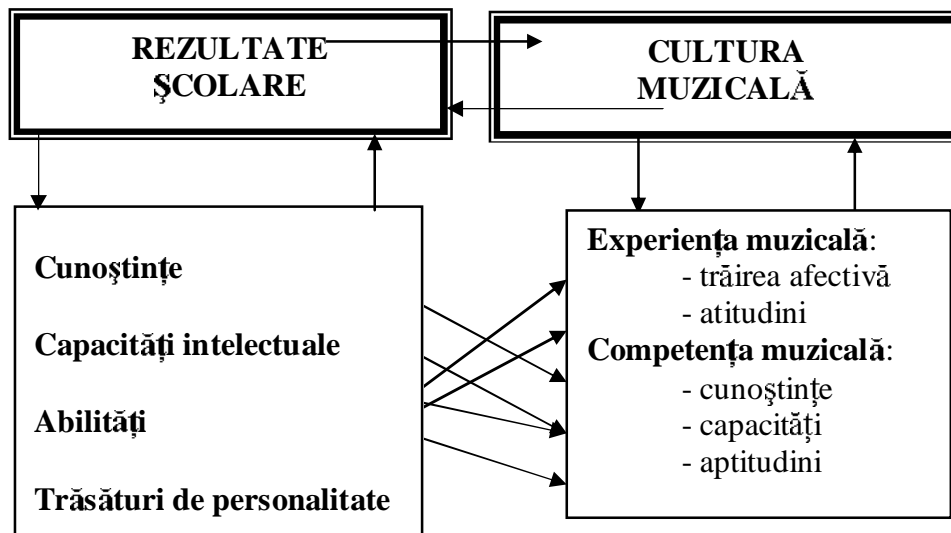 REZULTATE
ŞCOLARE
CULTURA
MUZICALĂ
Cunoştinţe
Capacităţi intelectuale
Abilităţi
Trăsături de personalitate
Experienţa muzicală:
- trăirea afectivă
- atitudini
Competenţa muzicală:
- cunoştinţe
- capacităţi
- aptitudini